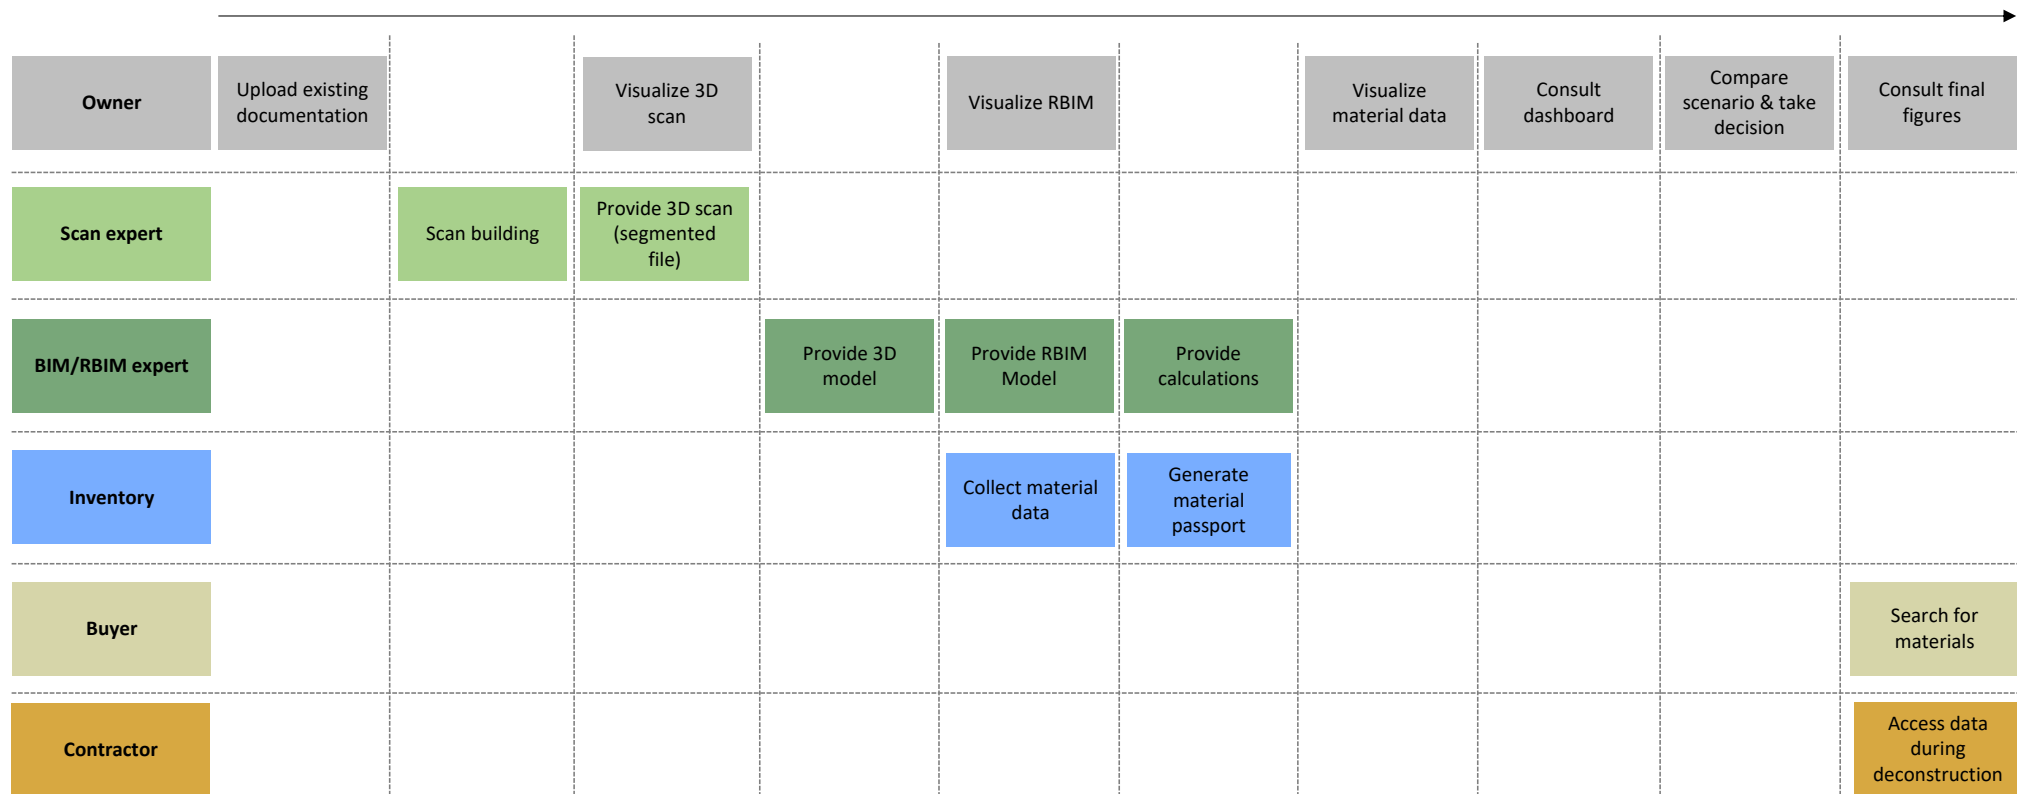 Owner
Upload existing
documentation
Visualize 3D
scan
Visualize RBIM
Visualize
material data
Consult
dashboard
Compare
scenario & take
decision
Consult final
figures
Scan expert
Scan building
Provide 3D scan
(segmented
file)
BIM/RBIM expert
Provide 3D
model
Provide RBIM
Model
Provide
calculations
Inventory
Collect material
data
Generate
material
passport
Buyer
Search for
materials
Contractor
Access data
during
deconstruction